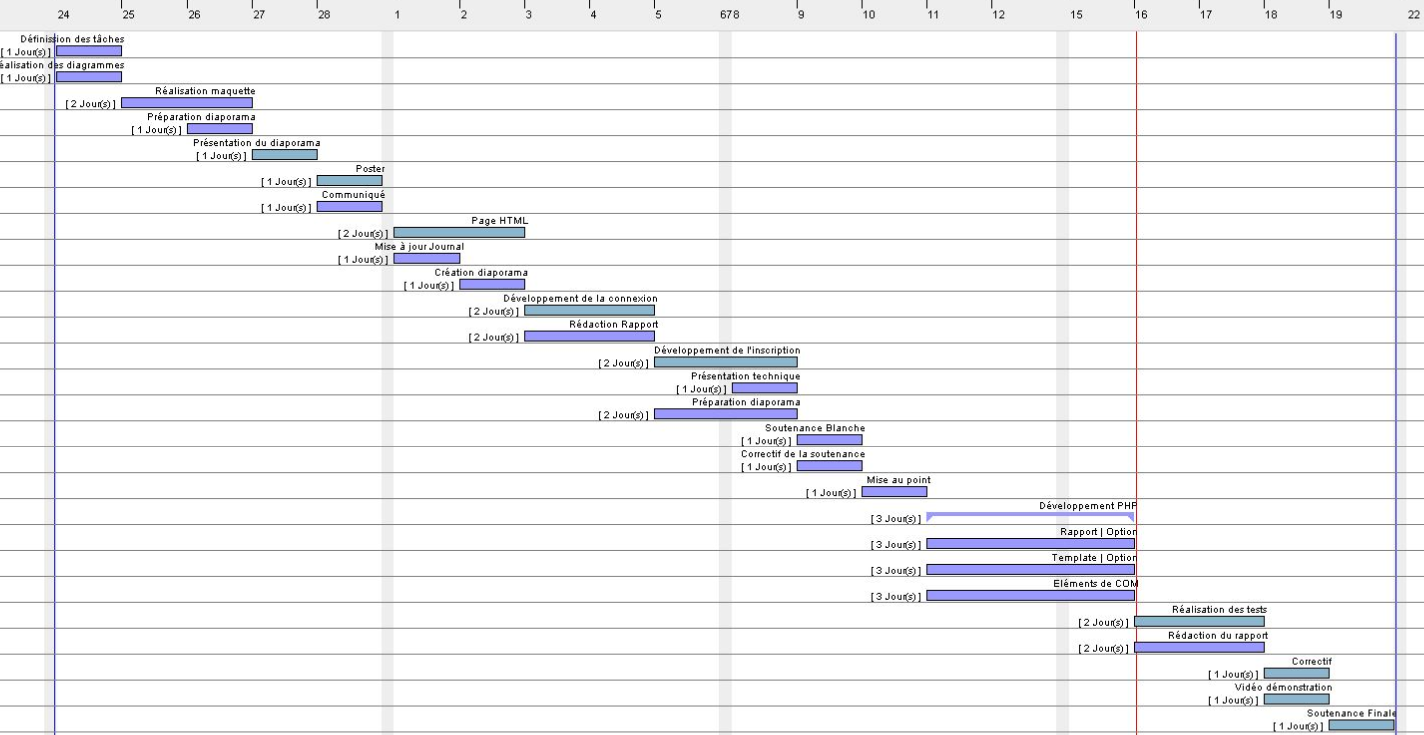 24 25 26 27 28 1 2 3 4 5 678 9 10 11 12 15 16 17 18 19 22
Définission des tâches
[ 1 Jour(s) ]
éalisation des diagrammes
[ 1 Jour(s) ]
Réalisation maquette
[ 2 Jour(s) ]
Préparation diaporama
[ 1 Jour(s) ]
Présentation du diaporama
[ 1 Jour(s) ]
Poster
[ 1 Jour(s) ]
Communiqué
[ 1 Jour(s) ]
Page HTML
[ 2 Jour(s) ]
Mise à jour Journal
[ 1 Jour(s) ]
Création diaporama
[ 1 Jour(s) ]
Développement de la connexion
[ 2 Jour(s) ]
Rédaction Rapport
[ 2 Jour(s) ]
Développement de l'inscription
[ 2 Jour(s) ]
Présentation technique
[ 1 Jour(s) ]
Préparation diaporama
[ 2 Jour(s) ]
Soutenance Blanche
[ 1 Jour(s) ]
Correctif de la soutenance
[ 1 Jour(s) ]
Mise au point
[ 1 Jour(s) ]
Développement PHP
[ 3 Jour(s) ]
Rapport | Option
[ 3 Jour(s) ]
Template | Option
[ 3 Jour(s) ]
Eléments de COM
[ 3 Jour(s) ]
Réalisation des tests
[ 2 Jour(s) ]
Rédaction du rapport
[ 2 Jour(s) ]
Correctif
[ 1 Jour(s) ]
Vidéo démonstration
[ 1 Jour(s) ]
Soutenance Finale
[ 1 Jour(s) ]